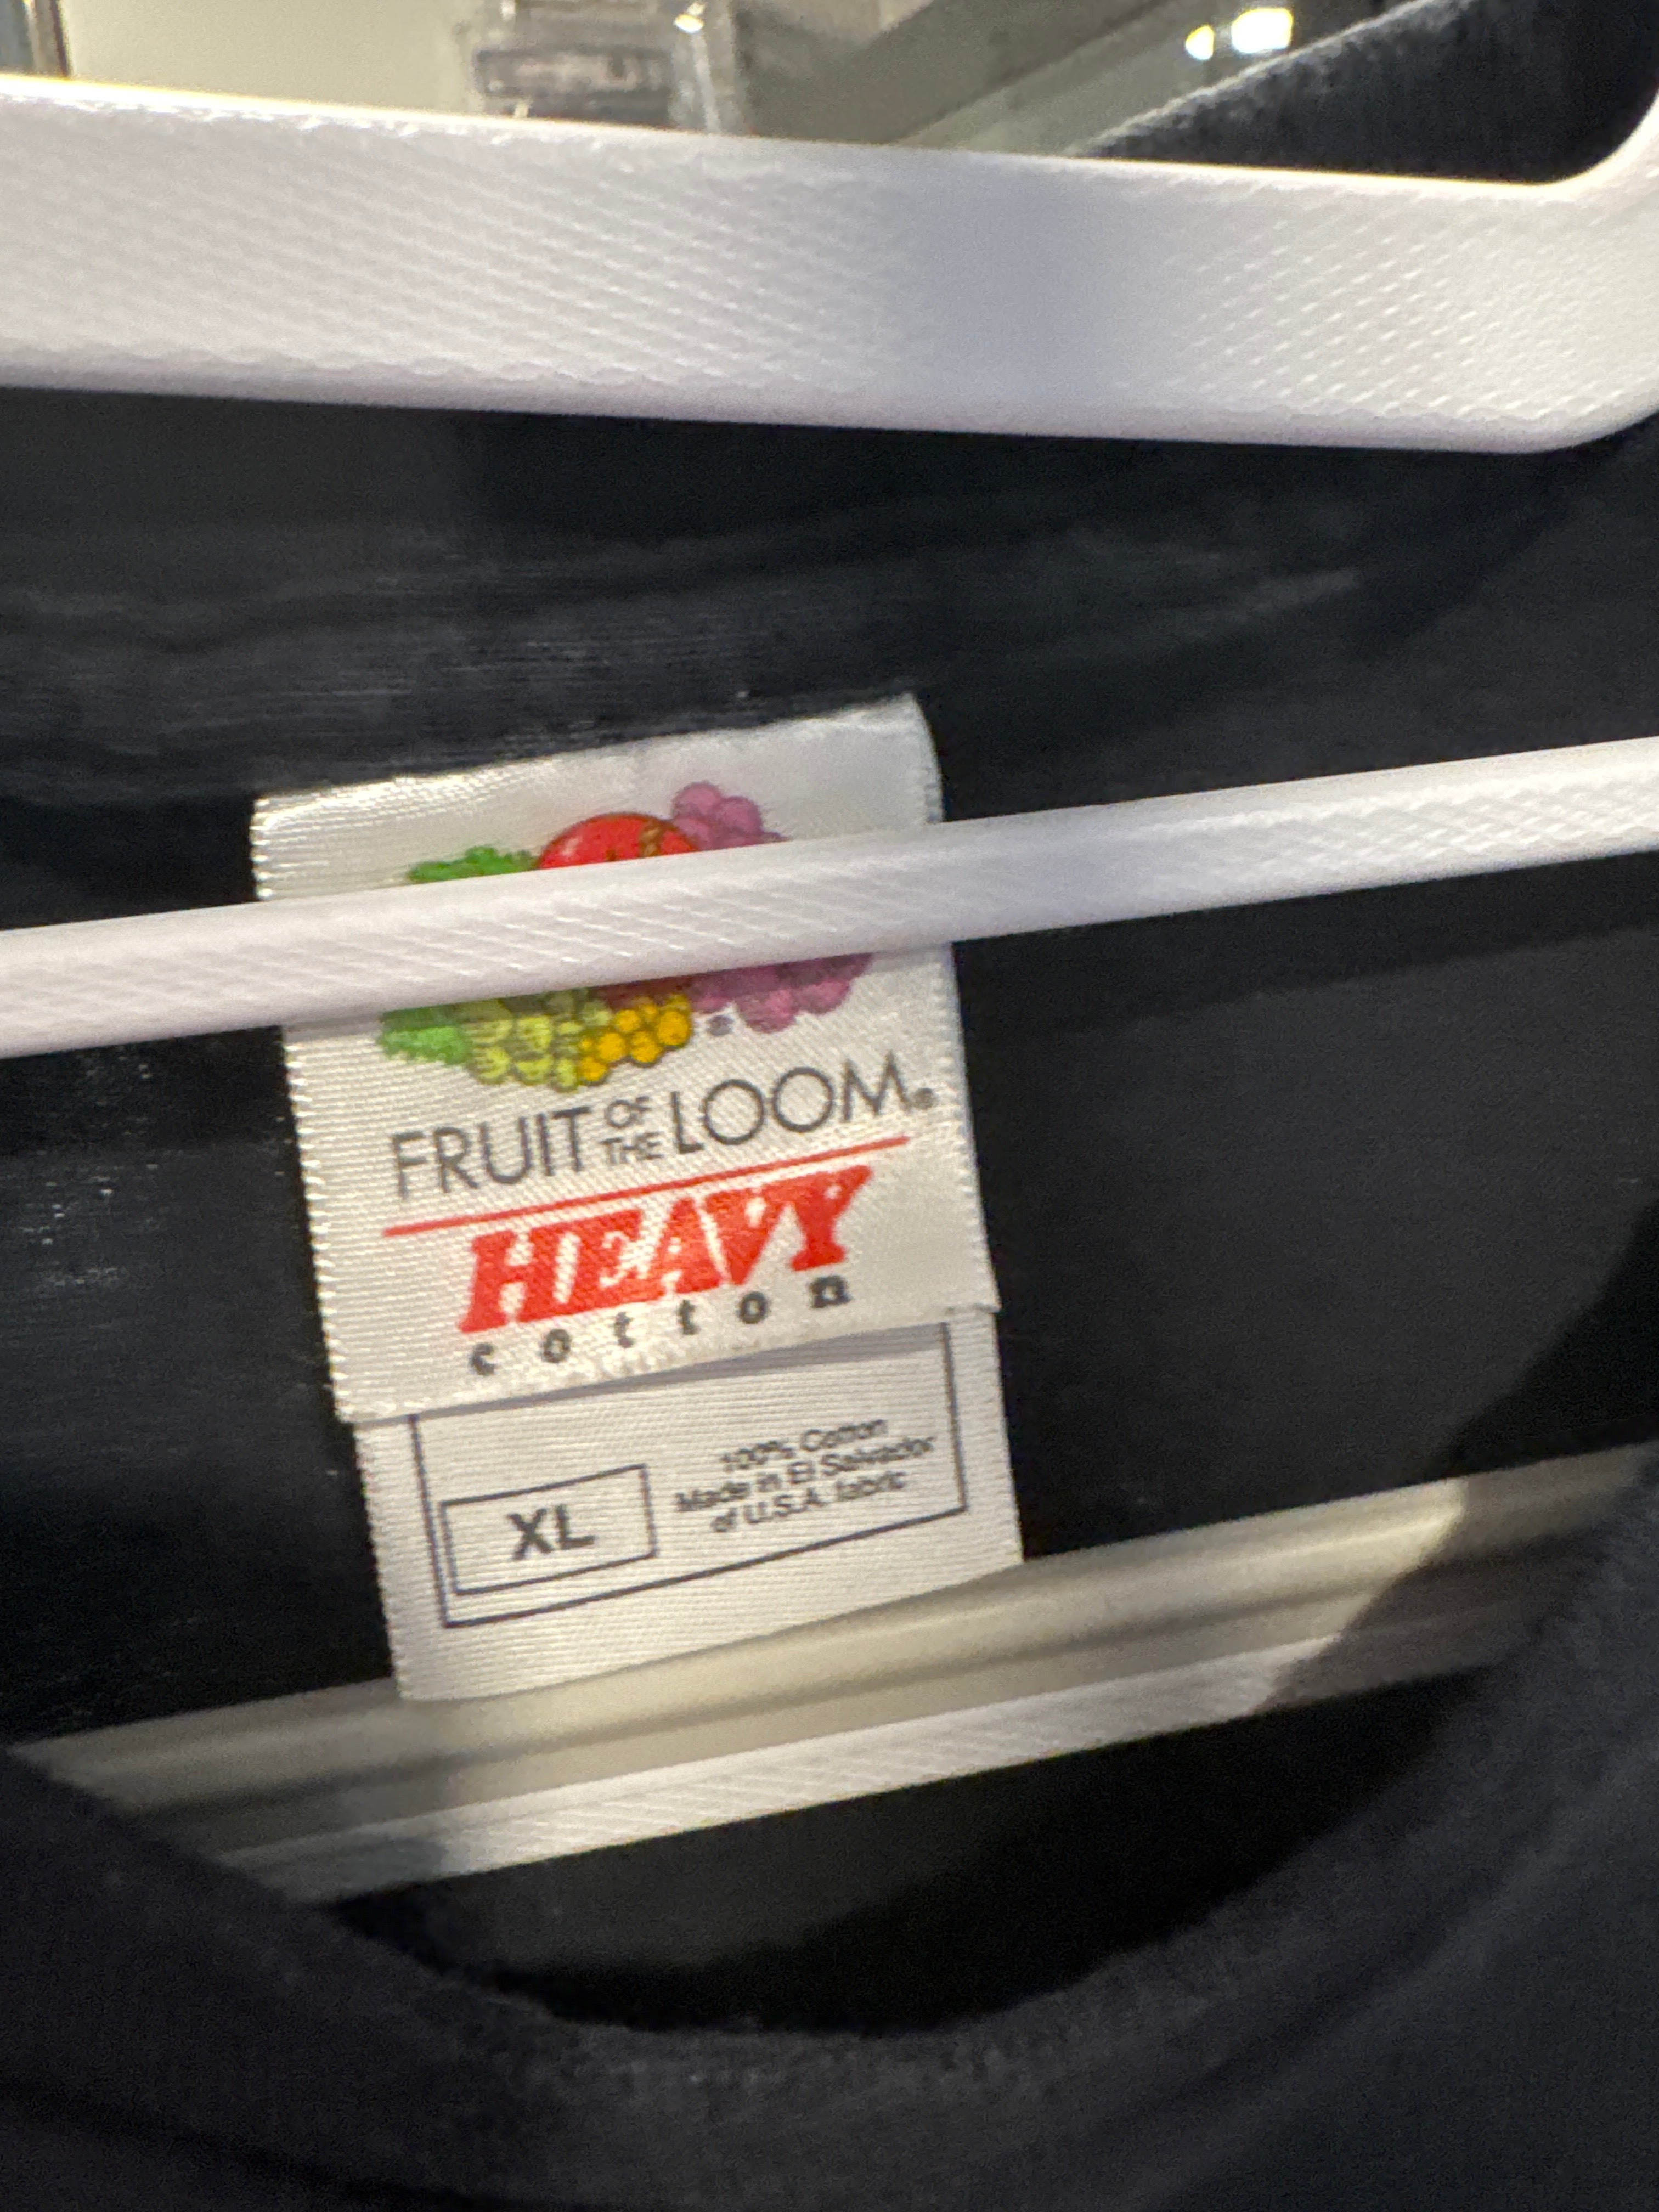 FRUIT OF THE LOOM®
HEAVY
cotton
XL
100% Cotton
Made in El Salvador
of U.S.A. fabric